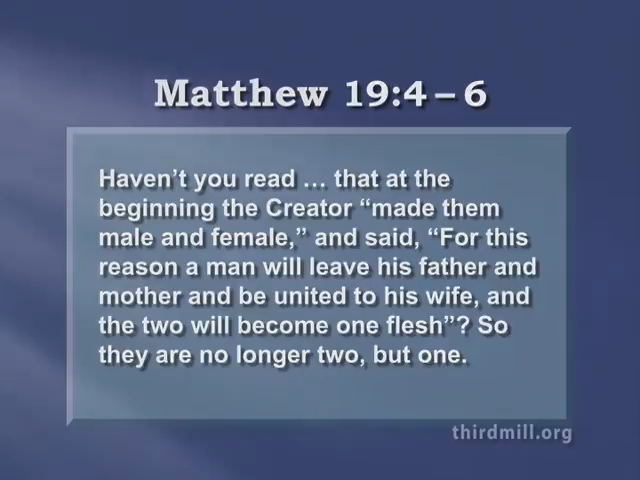 Matthew 19:4 – 6
Haven’t you read … that at the
beginning the Creator “made them
male and female,” and said, “For this
reason a man will leave his father and
mother and be united to his wife, and
the two will become one flesh”? So
they are no longer two, but one.
thirdmill.org